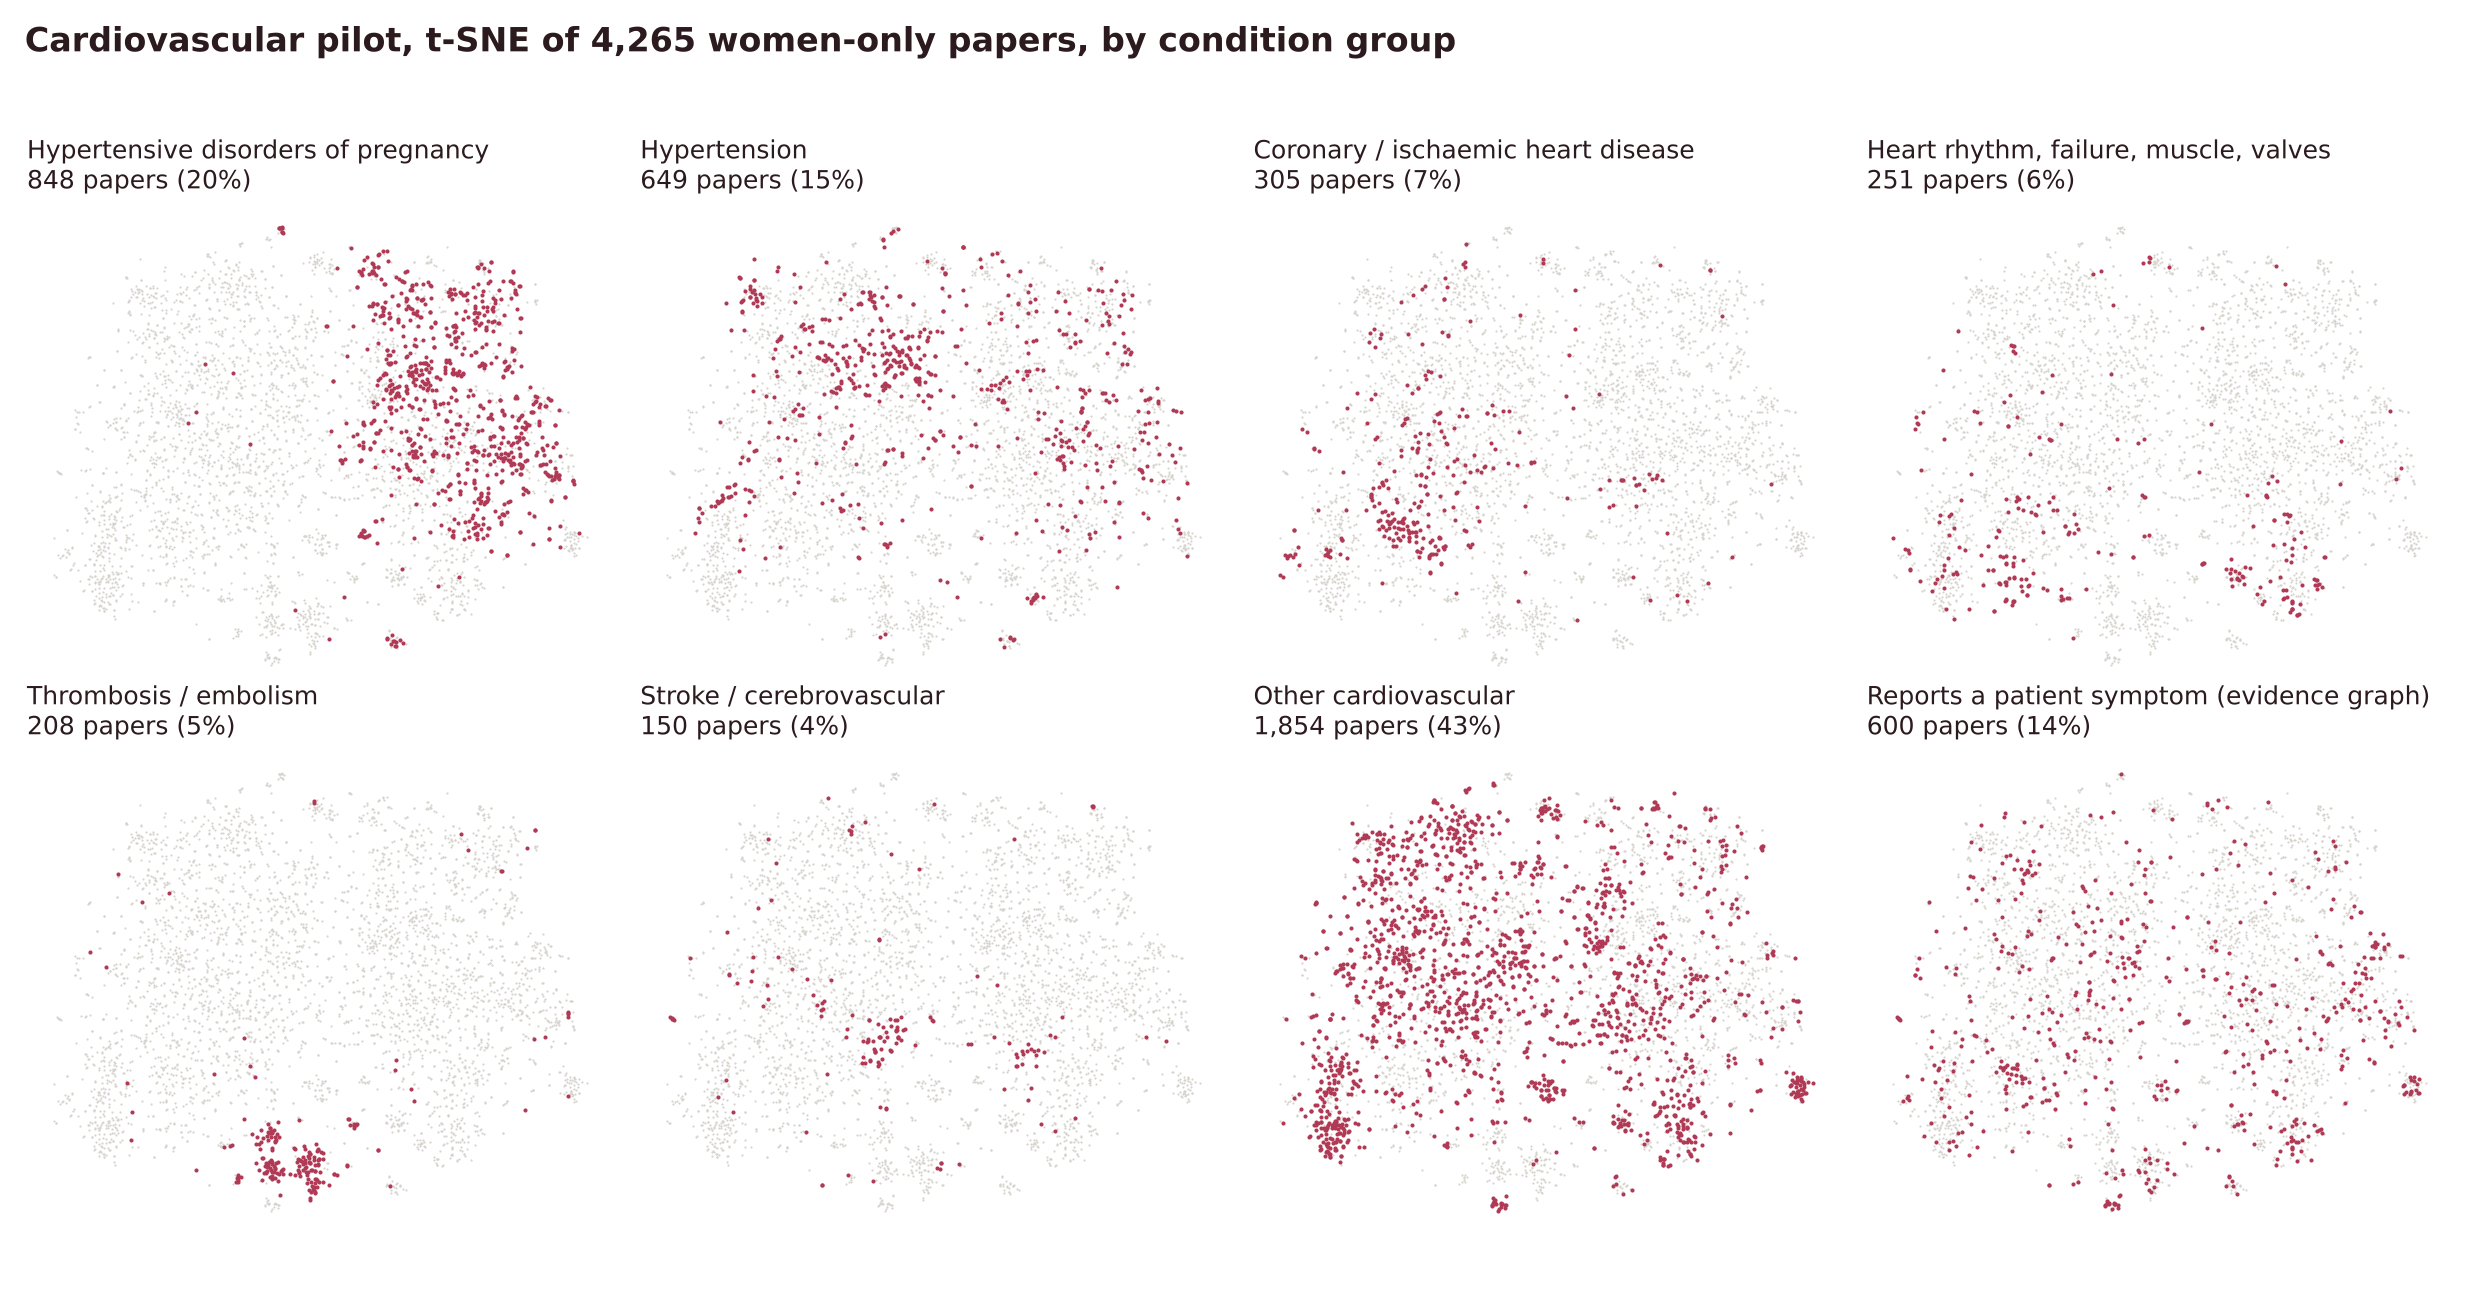 Cardiovascular pilot, t-SNE of 4,265 women-only papers, by condition group
Hypertensive disorders of pregnancy
848 papers (20%)
Hypertension
649 papers (15%)
Coronary / ischaemic heart disease
305 papers (7%)
Heart rhythm, failure, muscle, valves
251 papers (6%)
Thrombosis / embolism
208 papers (5%)
Stroke / cerebrovascular
150 papers (4%)
Other cardiovascular
1,854 papers (43%)
Reports a patient symptom (evidence graph)
600 papers (14%)